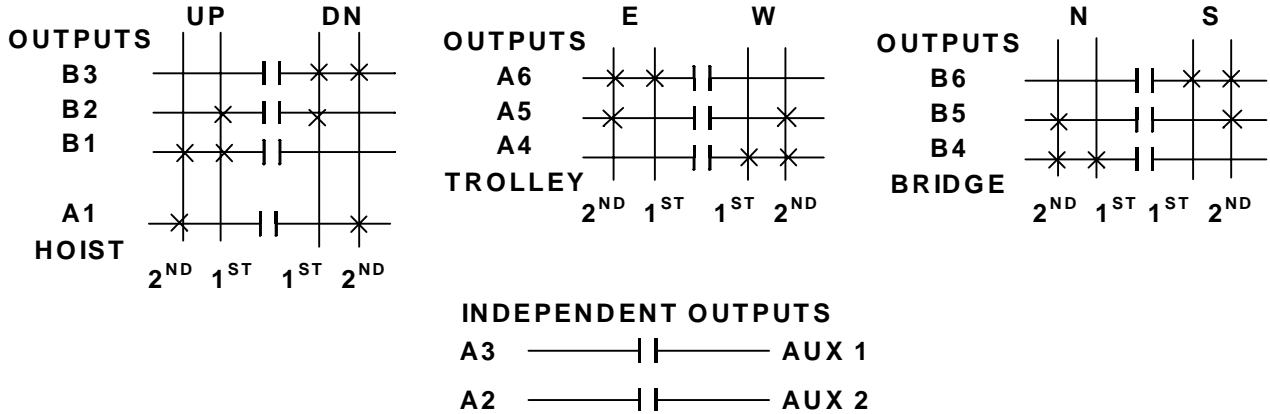 UP DN
OUTPUTS
B3
B2
B1
A1
HOIST
2ND 1ST 1ST 2ND
E W
OUTPUTS
A6
A5
A4
TROLLEY
2ND 1ST 1ST 2ND
N S
OUTPUTS
B6
B5
B4
BRIDGE
2ND 1ST 1ST 2ND
INDEPENDENT OUTPUTS
A3 AUX 1
A2 AUX 2